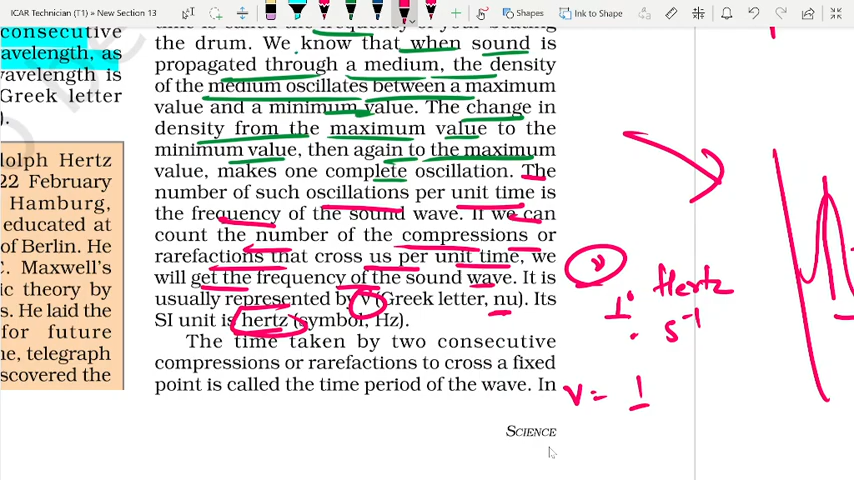 ICAR Technician (T1) » New Section 13
Shapes
Ink to Shape
consecutive
avelength, as
wavelength is
Greek letter
).
dolph Hertz
22 February
Hamburg,
educated at
of Berlin. He
C. Maxwell's
ic theory by
s. He laid the
for future
ne, telegraph
scovered the
the drum. We know that when sound is
propagated through a medium, the density
of the medium oscillates between a maximum
value and a minimum value. The change in
density from the maximum value to the
minimum value, then again to the maximum
value, makes one complete oscillation. The
number of such oscillations per unit time is
the frequency of the sound wave. If we can
count the number of the compressions or
rarefactions that cross us per unit time, we
will get the frequency of the sound wave. It is
usually represented by ν (Greek letter, nu). Its
SI unit is hertz (symbol, Hz).
The time taken by two consecutive
compressions or rarefactions to cross a fixed
point is called the time period of the wave. In
SCIENCE
ν
Hertz
s⁻¹
ν = 1